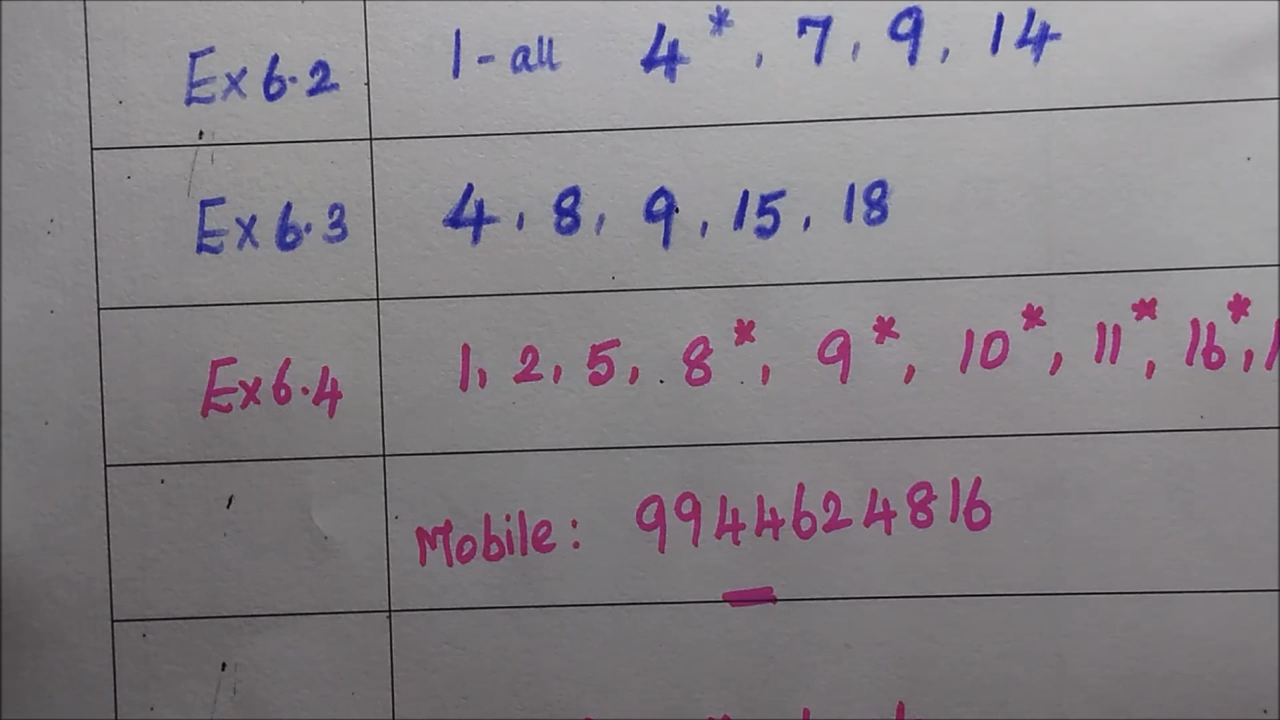 Ex 6.2 1-all 4*, 7, 9, 14
Ex 6.3 4, 8, 9, 15, 18
Ex 6.4 1, 2, 5, 8*, 9*, 10*, 11*, 16*,
Mobile: 9944624816